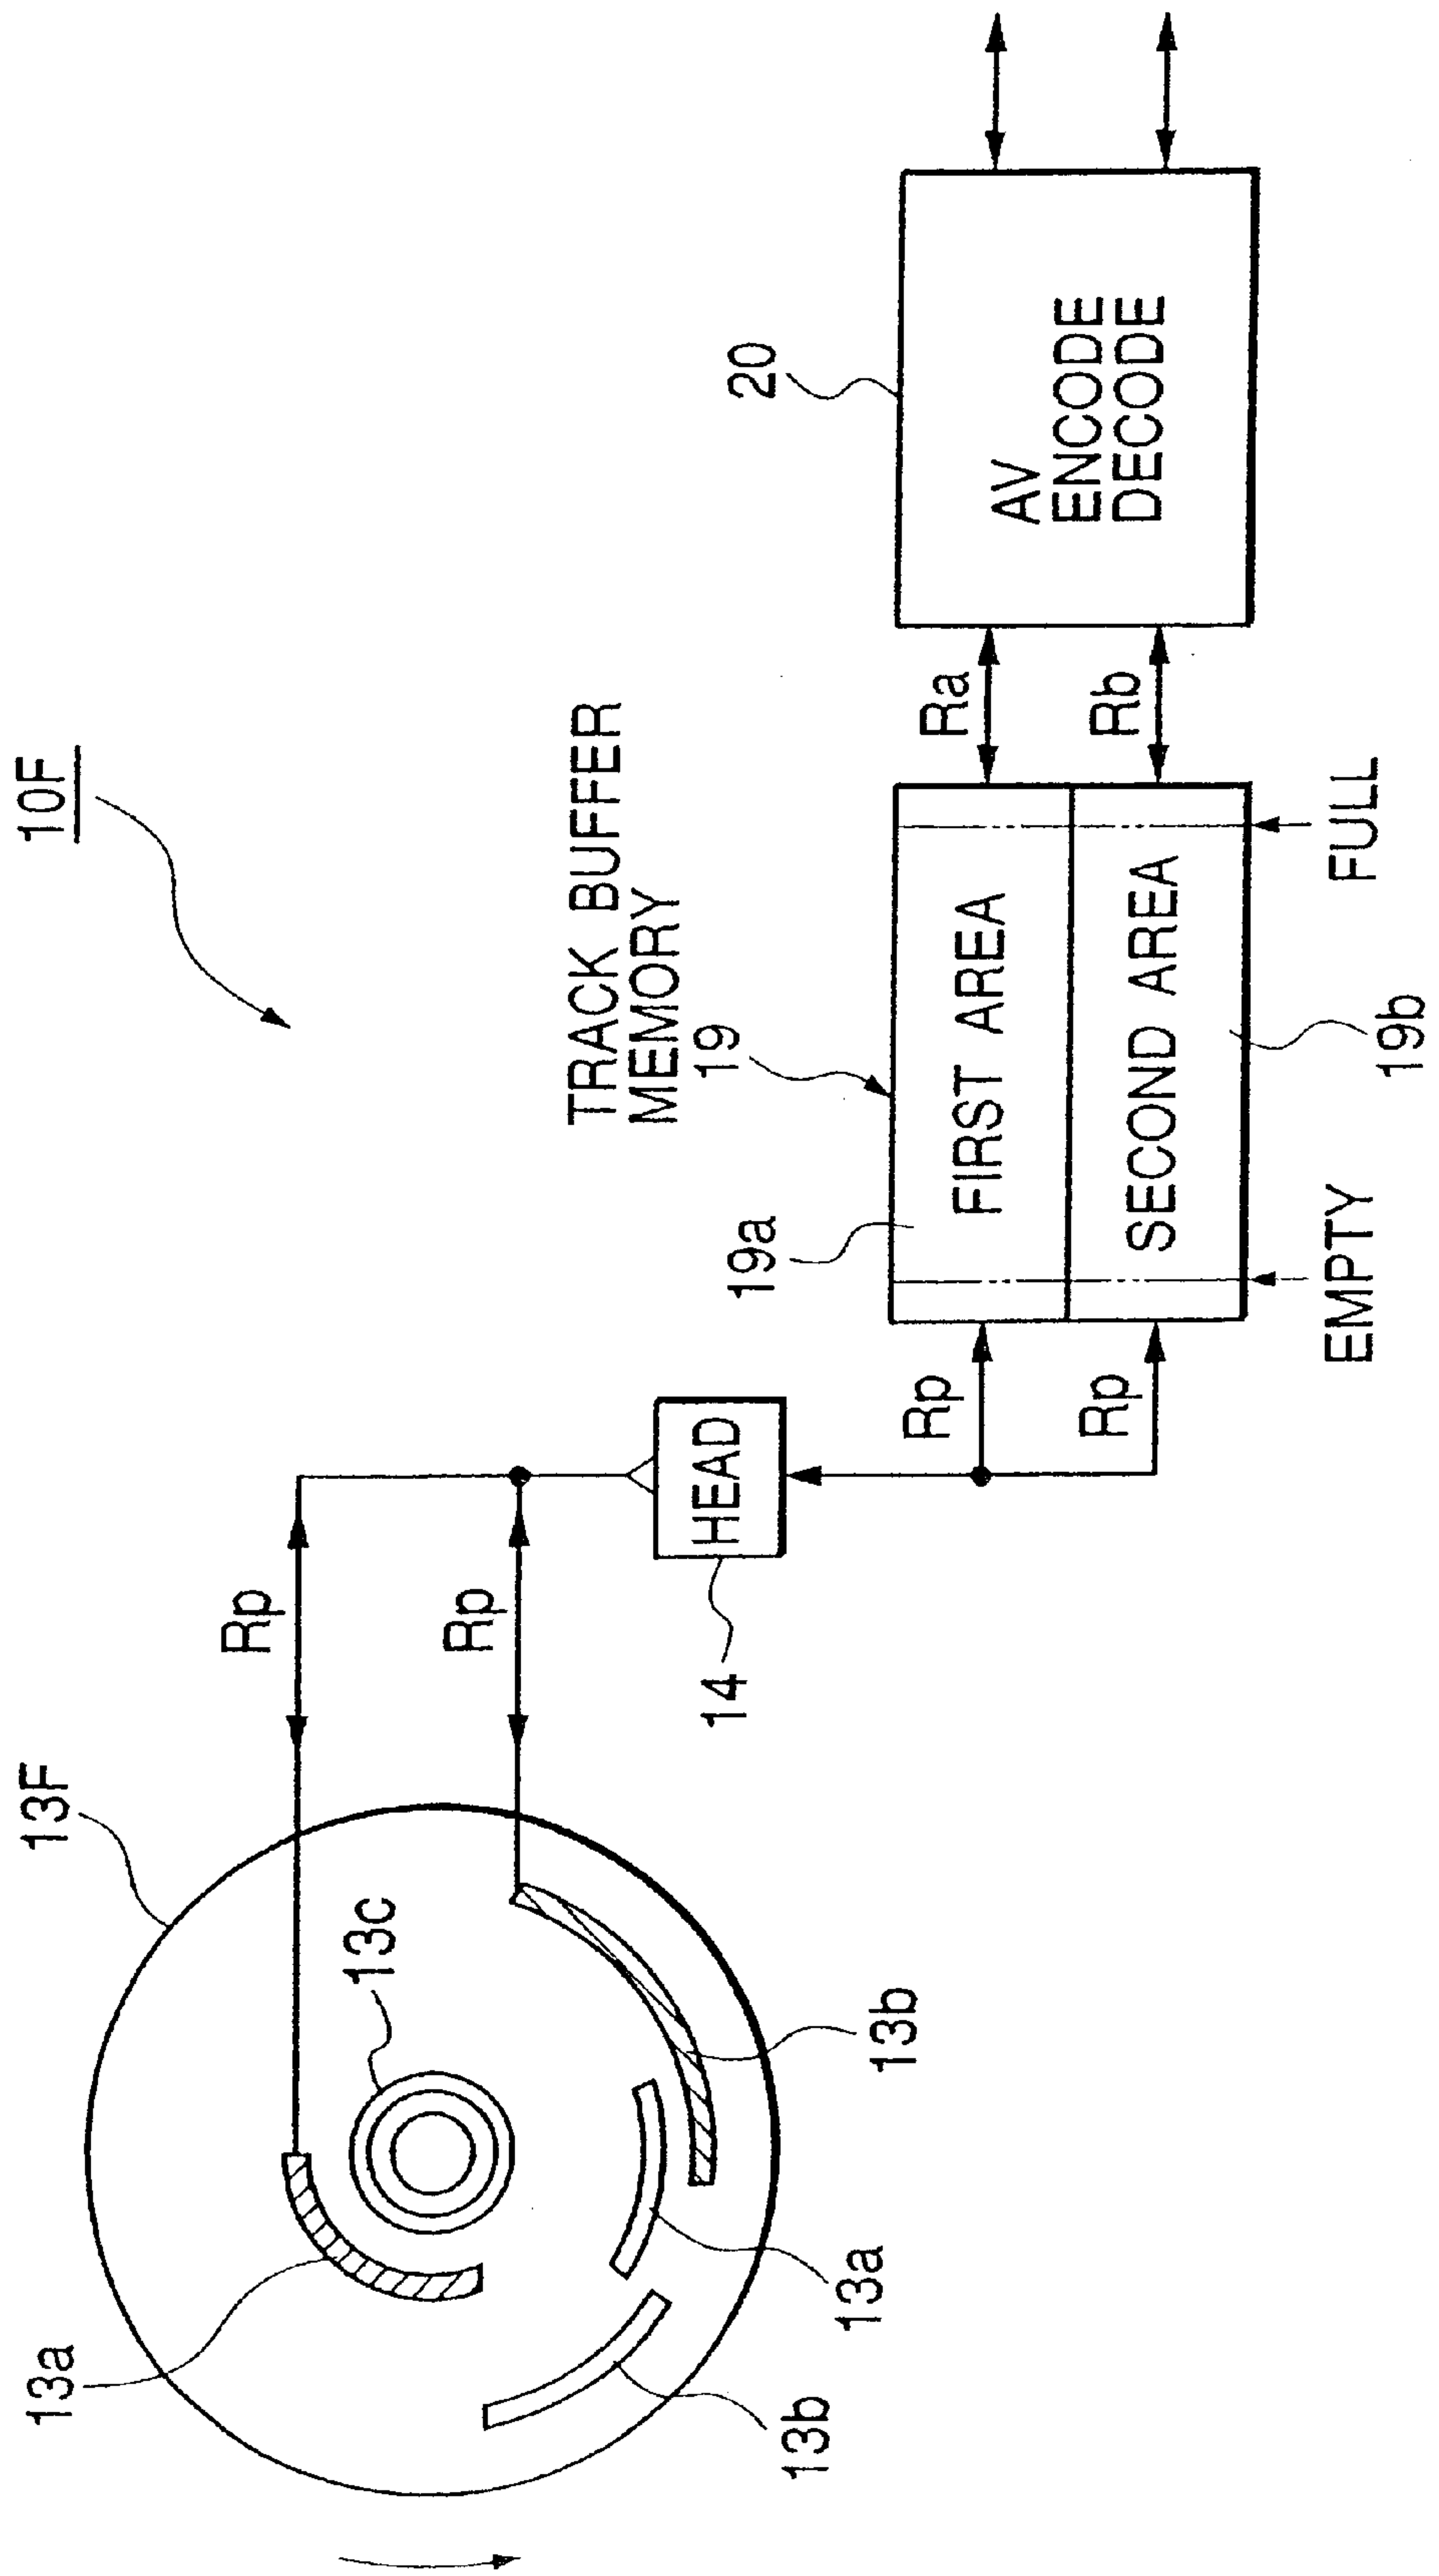 10F
13F
13c
13a
13b
13a
13b
Rp
Rp
HEAD
14
TRACK BUFFER
MEMORY
19
19a
FIRST AREA
SECOND AREA
19b
Rp
Rp
EMPTY
FULL
Ra
Rb
20
AV
ENCODE
DECODE